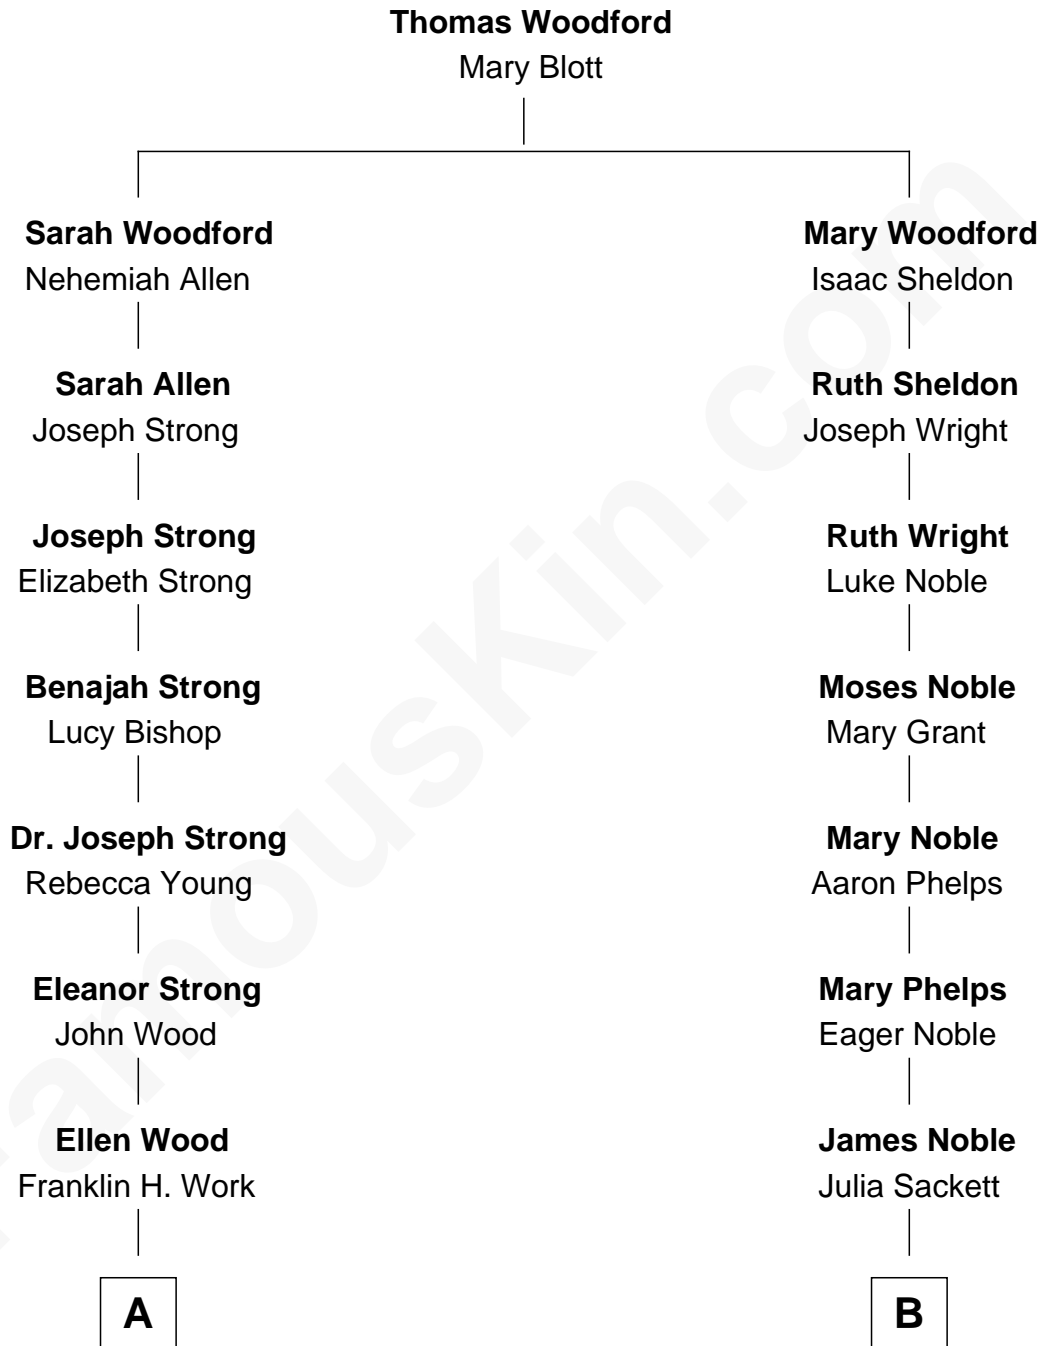 Thomas Woodford
Mary Blott
Sarah Woodford
Nehemiah Allen
Mary Woodford
Isaac Sheldon
Sarah Allen
Joseph Strong
Ruth Sheldon
Joseph Wright
Joseph Strong
Elizabeth Strong
Ruth Wright
Luke Noble
Benajah Strong
Lucy Bishop
Moses Noble
Mary Grant
Dr. Joseph Strong
Rebecca Young
Mary Noble
Aaron Phelps
Eleanor Strong
John Wood
Mary Phelps
Eager Noble
Ellen Wood
Franklin H. Work
James Noble
Julia Sackett
A
B
FamousKin.com